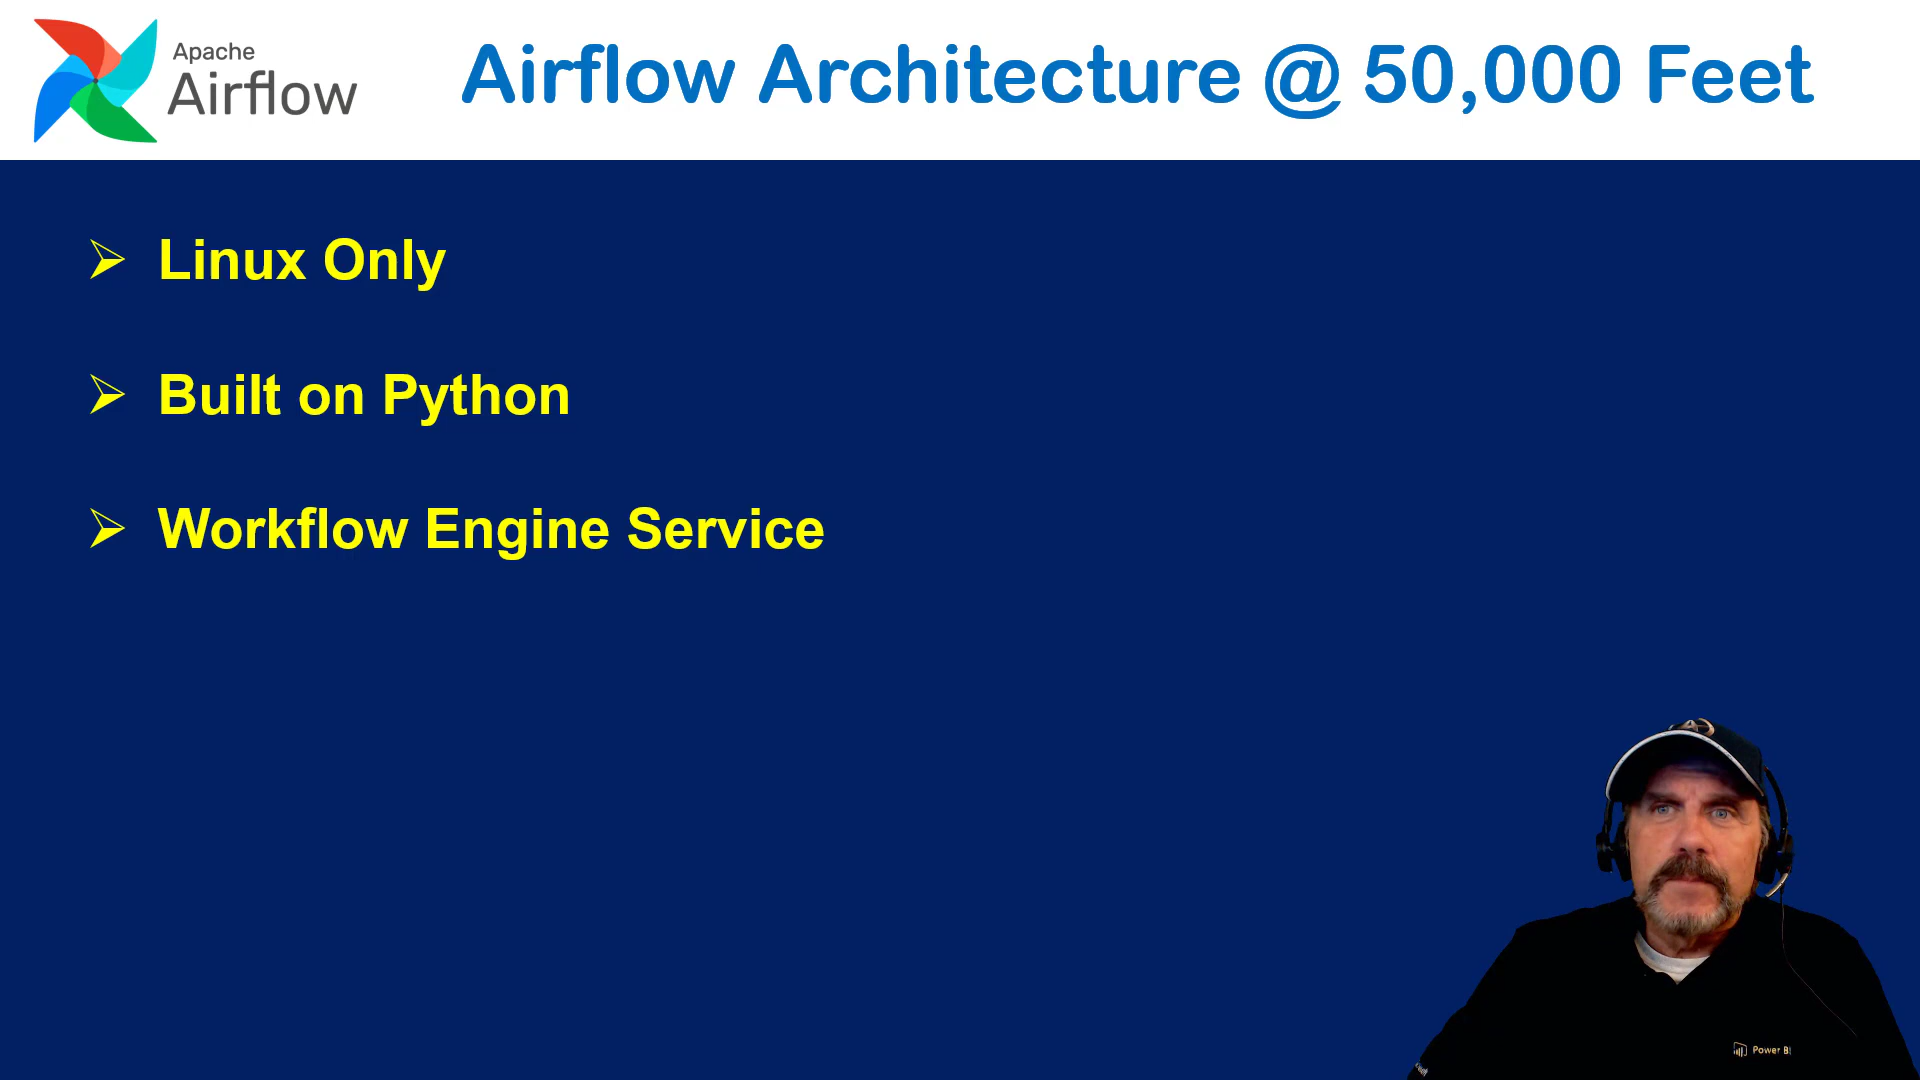 Apache
Airflow
Airflow Architecture @ 50,000 Feet
Linux Only
Built on Python
Workflow Engine Service
Power BI